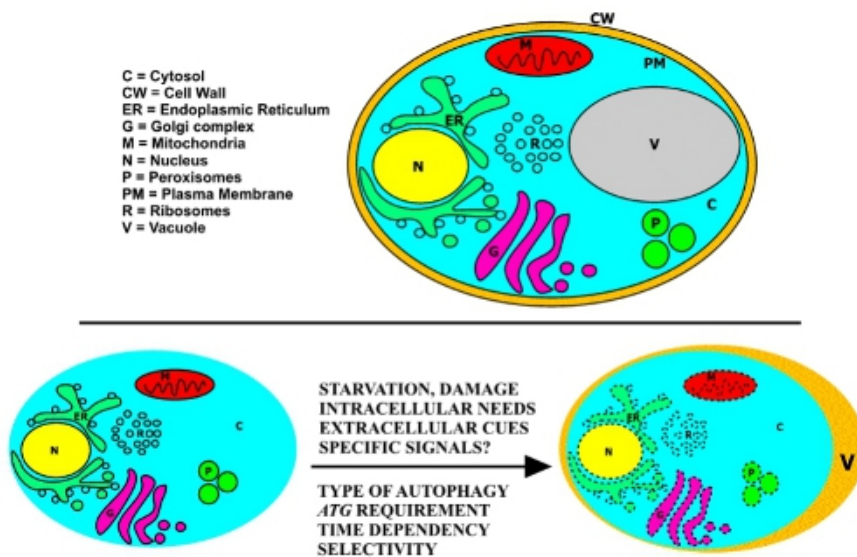 CW
M
PM
C = Cytosol
CW = Cell Wall
ER = Endoplasmic Reticulum
G = Golgi complex
M = Mitochondria
N = Nucleus
P = Peroxisomes
PM = Plasma Membrane
R = Ribosomes
V = Vacuole
ER
R
N
V
C
P
G
M
ER
R
C
N
P
G
STARVATION, DAMAGE
INTRACELLULAR NEEDS
EXTRACELLULAR CUES
SPECIFIC SIGNALS?
TYPE OF AUTOPHAGY
ATG REQUIREMENT
TIME DEPENDENCY
SELECTIVITY
M
ER
R
C
N
V
P
G